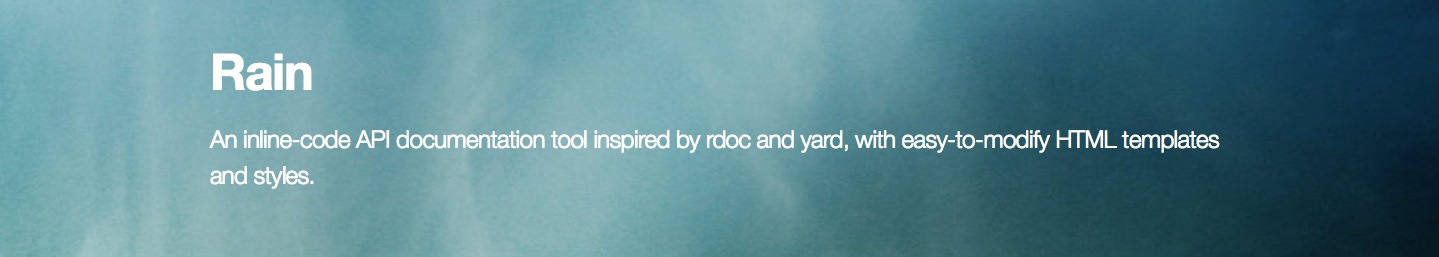 Rain
An inline-code API documentation tool inspired by rdoc and yard, with easy-to-modify HTML templates
and styles.